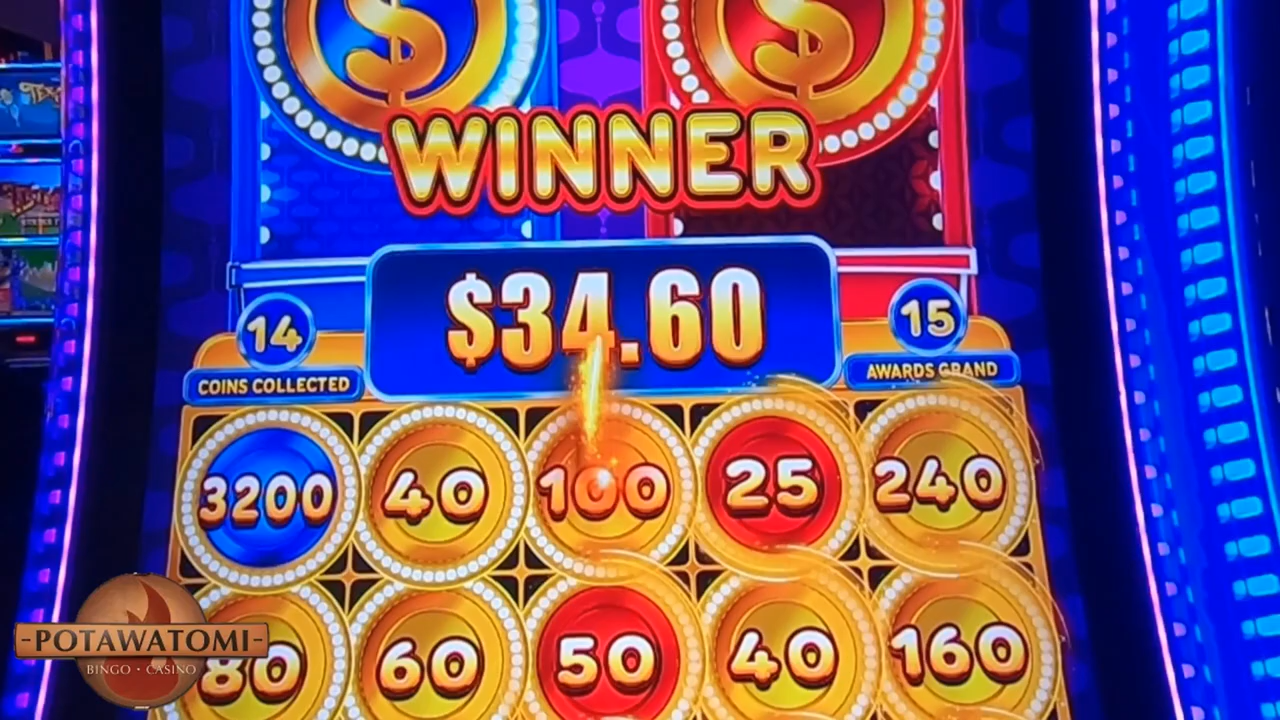 WINNER
$34.60
14
COINS COLLECTED
15
AWARDS GRAND
3200 40 100 25 240
80 60 50 40 160
POTAWATOMI
BINGO • CASINO